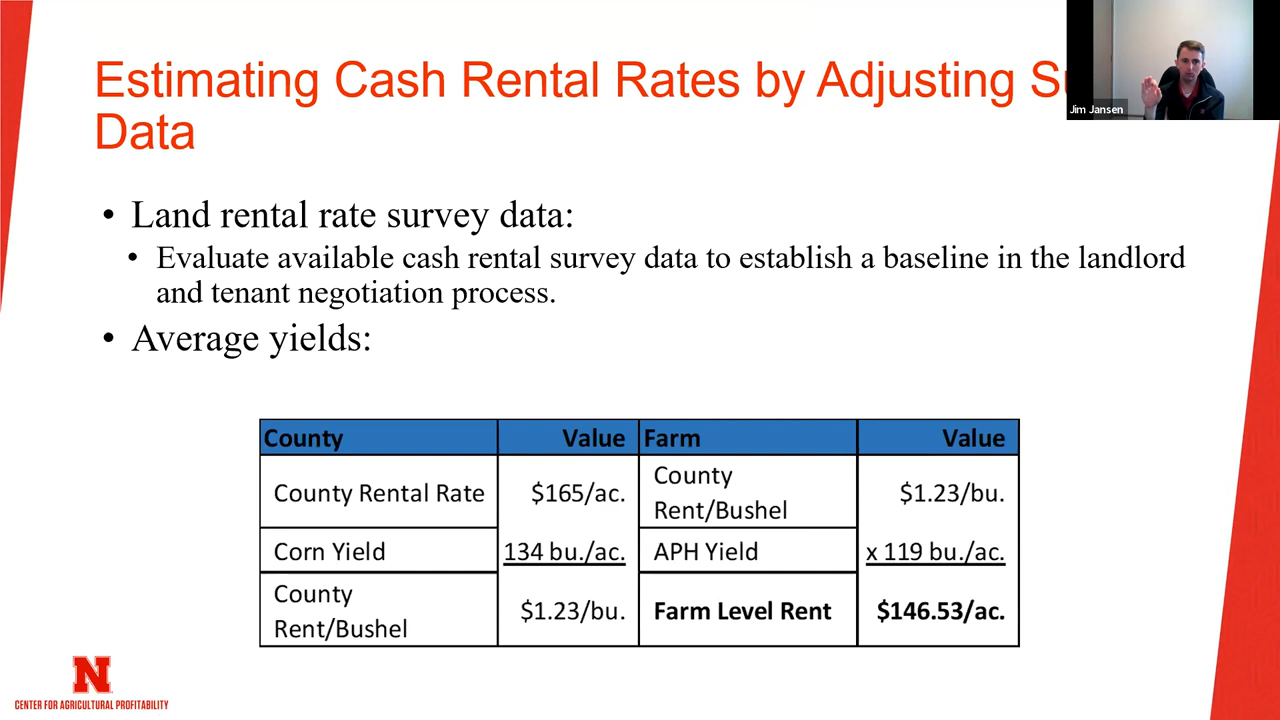 Estimating Cash Rental Rates by Adjusting
Data
Jim Jansen
• Land rental rate survey data:
• Evaluate available cash rental survey data to establish a baseline in the landlord
and tenant negotiation process.
• Average yields:
County Value Farm Value
County Rental Rate $165/ac. County Rent/Bushel $1.23/bu.
Corn Yield 134 bu./ac. APH Yield x 119 bu./ac.
County Rent/Bushel $1.23/bu. Farm Level Rent $146.53/ac.
N
CENTER FOR AGRICULTURAL PROFITABILITY